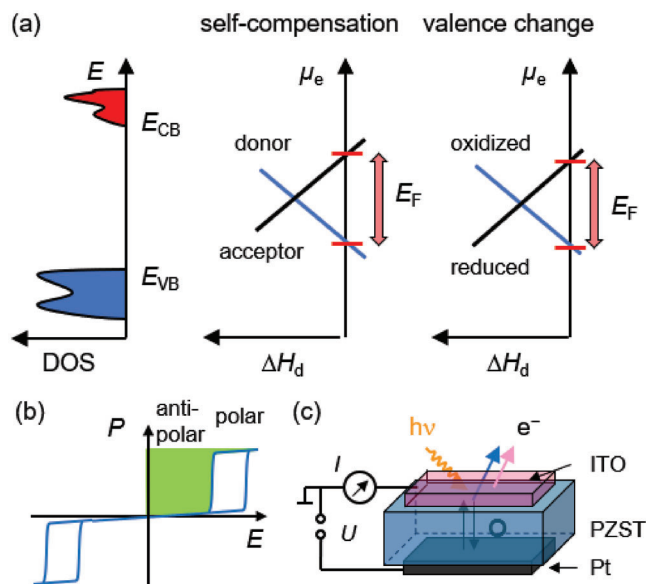 (a)
self-compensation
valence change
E
μe
μe
ECB
donor
oxidized
EF
EF
acceptor
reduced
EVB
DOS
ΔHd
ΔHd
(b)
P
anti-
polar
polar
E
(c)
hν
e−
ITO
I
U
PZST
Pt